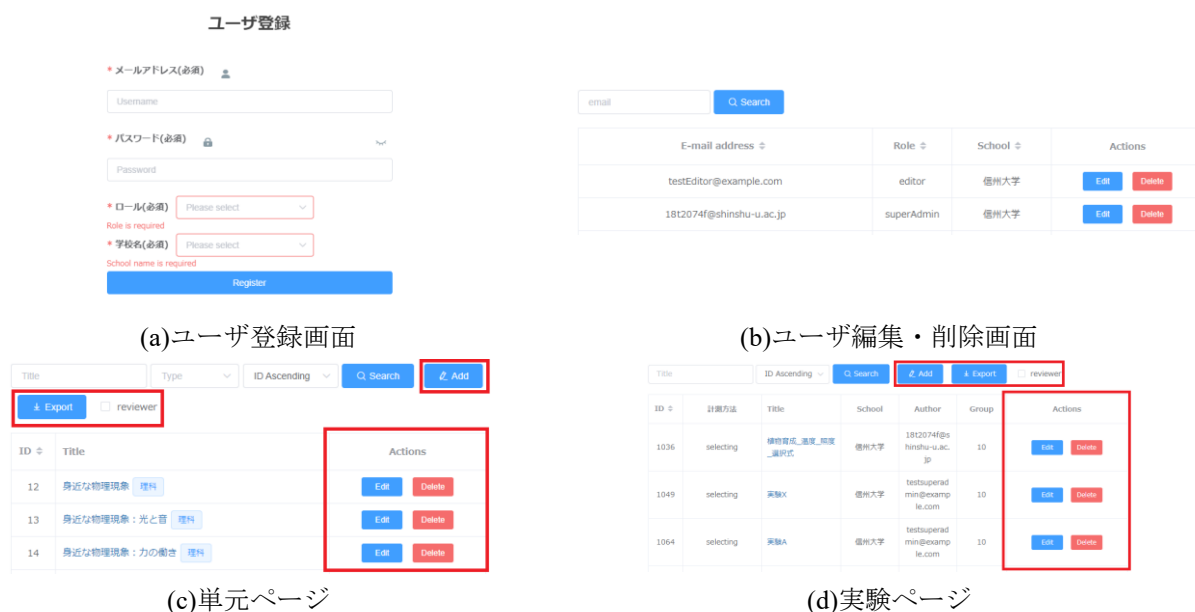 ユーザ登録
* メールアドレス(必須)
Username
* パスワード(必須)
Password
* ロール(必須) Please select
Role is required
* 学校名(必須) Please select
School name is required
Register
(a)ユーザ登録画面
email Search
E-mail address Role School Actions
testEditor@example.com editor 信州大学 Edit Delete
18t2074f@shinshu-u.ac.jp superAdmin 信州大学 Edit Delete
(b)ユーザ編集・削除画面
Title Type ID Ascending Search Add
Export reviewer
ID Title Actions
12 身近な物理現象 理科 Edit Delete
13 身近な物理現象：光と音 理科 Edit Delete
14 身近な物理現象：力の働き 理科 Edit Delete
(c)単元ページ
Title ID Ascending Search Add Export reviewer
ID 計測方法 Title School Author Group Actions
1036 selecting 植物育成_温度_照度_選択式 信州大学 18t2074f@shinshu-u.ac.jp 10 Edit Delete
1049 selecting 実験X 信州大学 testsuperadmin@example.com 10 Edit Delete
1064 selecting 実験A 信州大学 testsuperadmin@example.com 10 Edit Delete
(d)実験ページ